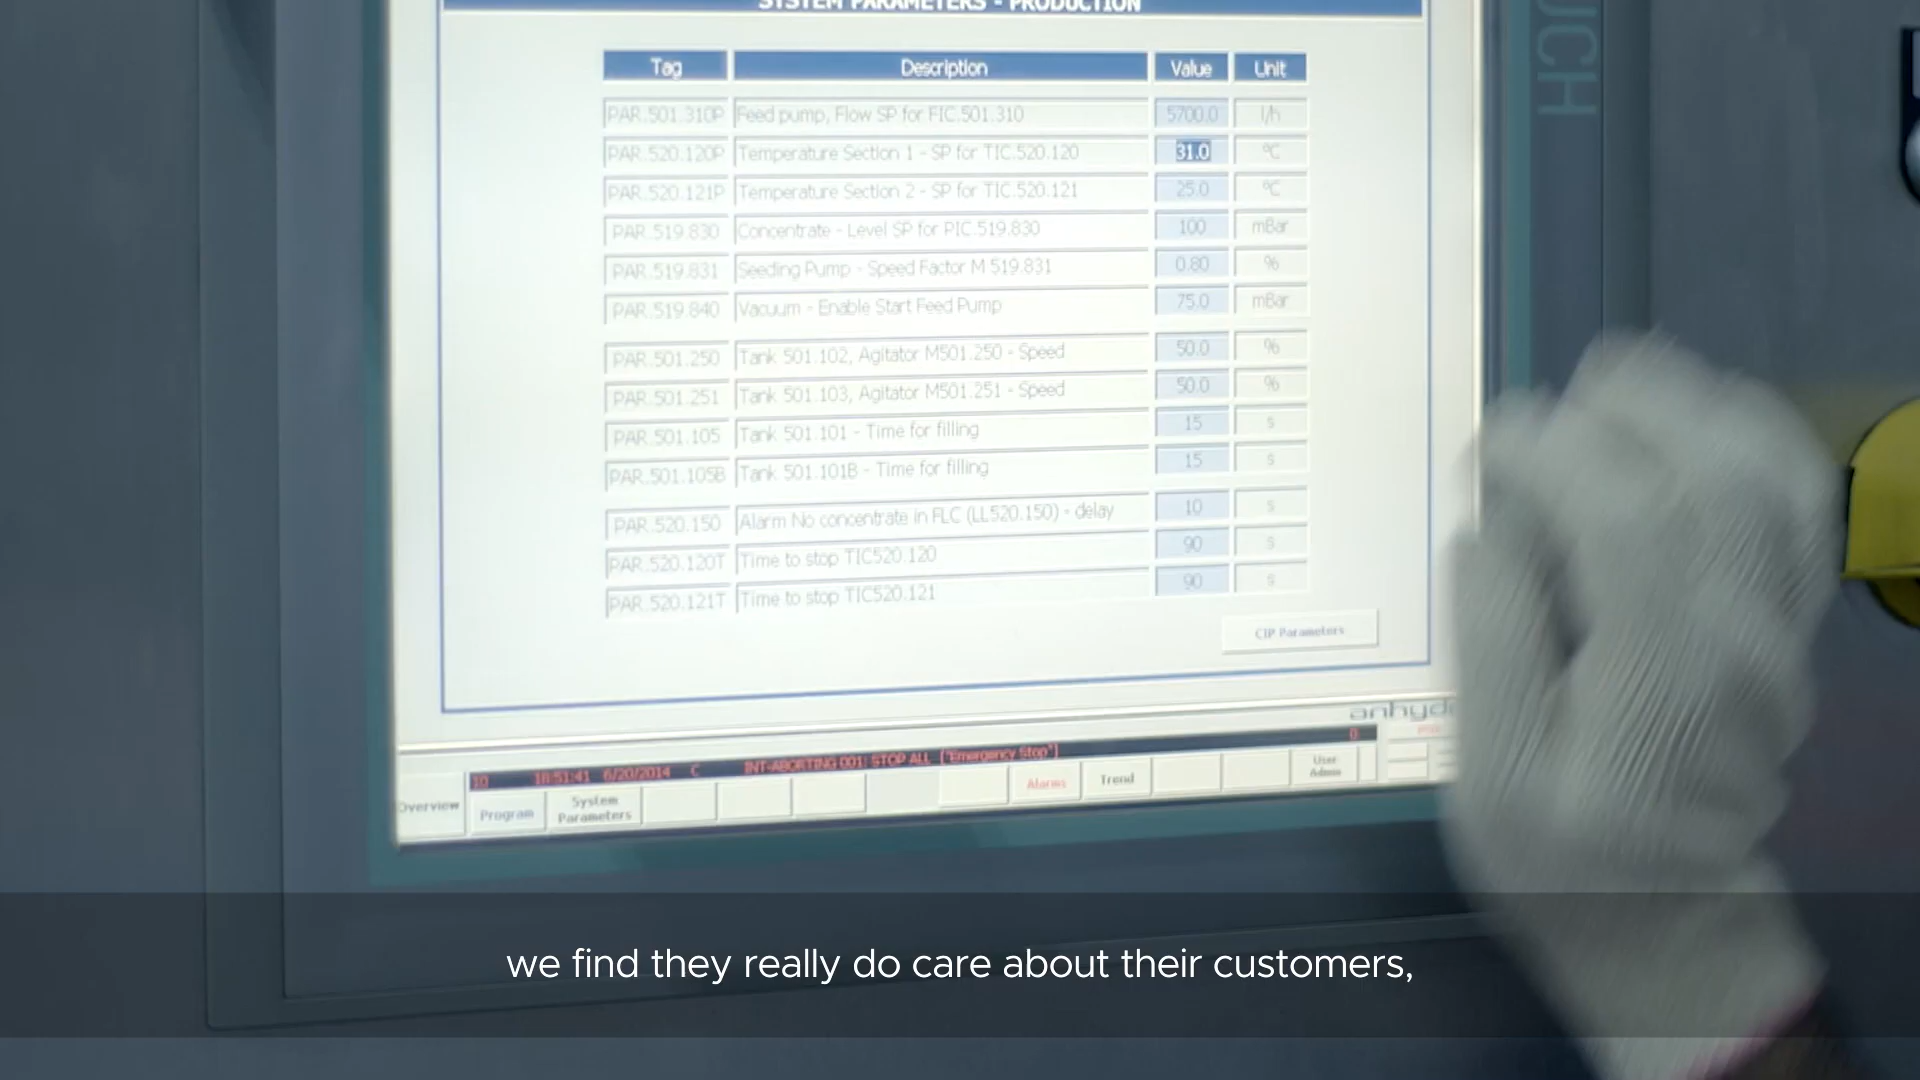 SYSTEM PARAMETERS - PRODUCTION
Tag Description Value Unit
PAR.501.310P Feed pump, Flow SP for FIC.501.310 5700.0 l/h
PAR.520.120P Temperature Section 1 - SP for TIC.520.120 31.0 °C
PAR.520.121P Temperature Section 2 - SP for TIC.520.121 25.0 °C
PAR.519.830 Concentrate - Level SP for PIC.519.830 100 mBar
PAR.519.831 Seeding Pump - Speed Factor M 519.831 0.80 %
PAR.519.840 Vacuum - Enable Start Feed Pump 75.0 mBar
PAR.501.250 Tank 501.102, Agitator M501.250 - Speed 50.0 %
PAR.501.251 Tank 501.103, Agitator M501.251 - Speed 50.0 %
PAR.501.105 Tank 501.101 - Time for filling 15 s
PAR.501.105B Tank 501.101B - Time for filling 15 s
PAR.520.150 Alarm No concentrate in FLC (LL520.150) - delay 10 s
PAR.520.120T Time to stop TIC520.120 90 s
PAR.520.121T Time to stop TIC520.121 90 s
CIP Parameters
anhyd
10 18:51:41 6/20/2014 C INT-ABORTING 001: STOP ALL ("Emergency Stop") 0
Overview Program System Parameters Alarms Trend User Admin
UCH
we find they really do care about their customers,